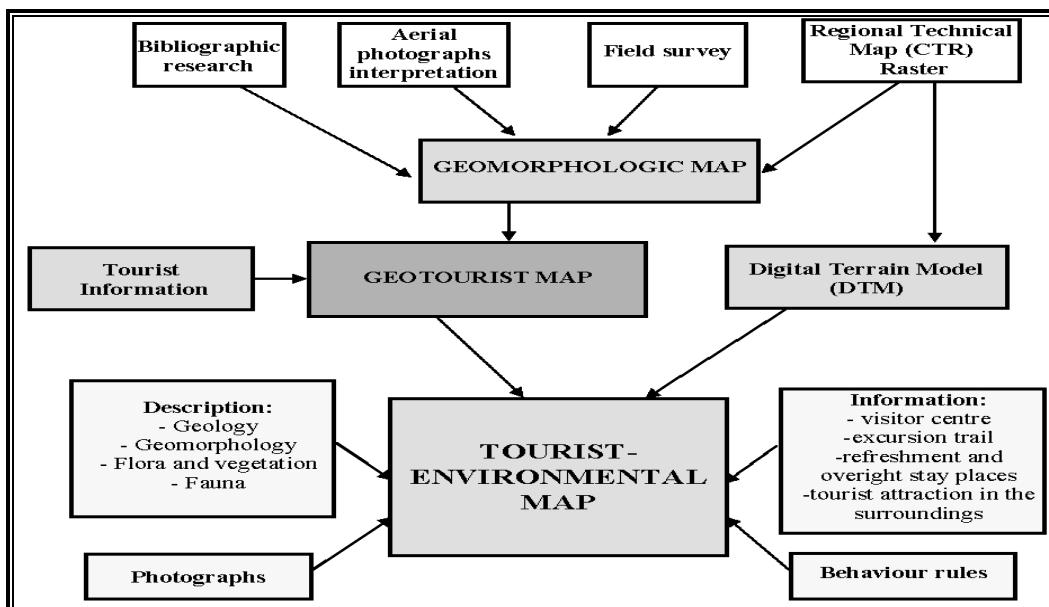 Bibliographic
research
Aerial
photographs
interpretation
Field survey
Regional Technical
Map (CTR)
Raster
GEOMORPHOLOGIC MAP
Tourist
Information
GEOTOURIST MAP
Digital Terrain Model
(DTM)
Description:
- Geology
- Geomorphology
- Flora and vegetation
- Fauna
TOURIST-
ENVIRONMENTAL
MAP
Information:
- visitor centre
-excursion trail
-refreshment and
overight stay places
-tourist attraction in the
surroundings
Photographs
Behaviour rules